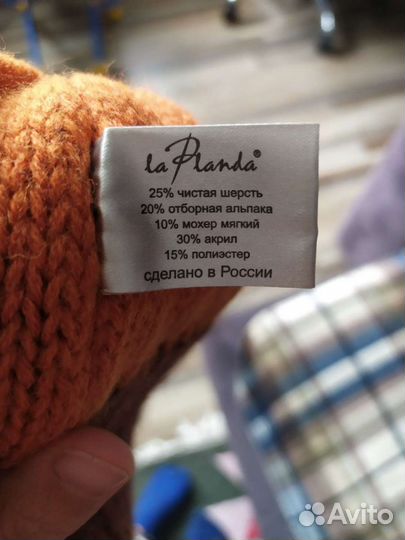 la Planda®
25% чистая шерсть
20% отборная альпака
10% мохер мягкий
30% акрил
15% полиэстер
сделано в России
Avito